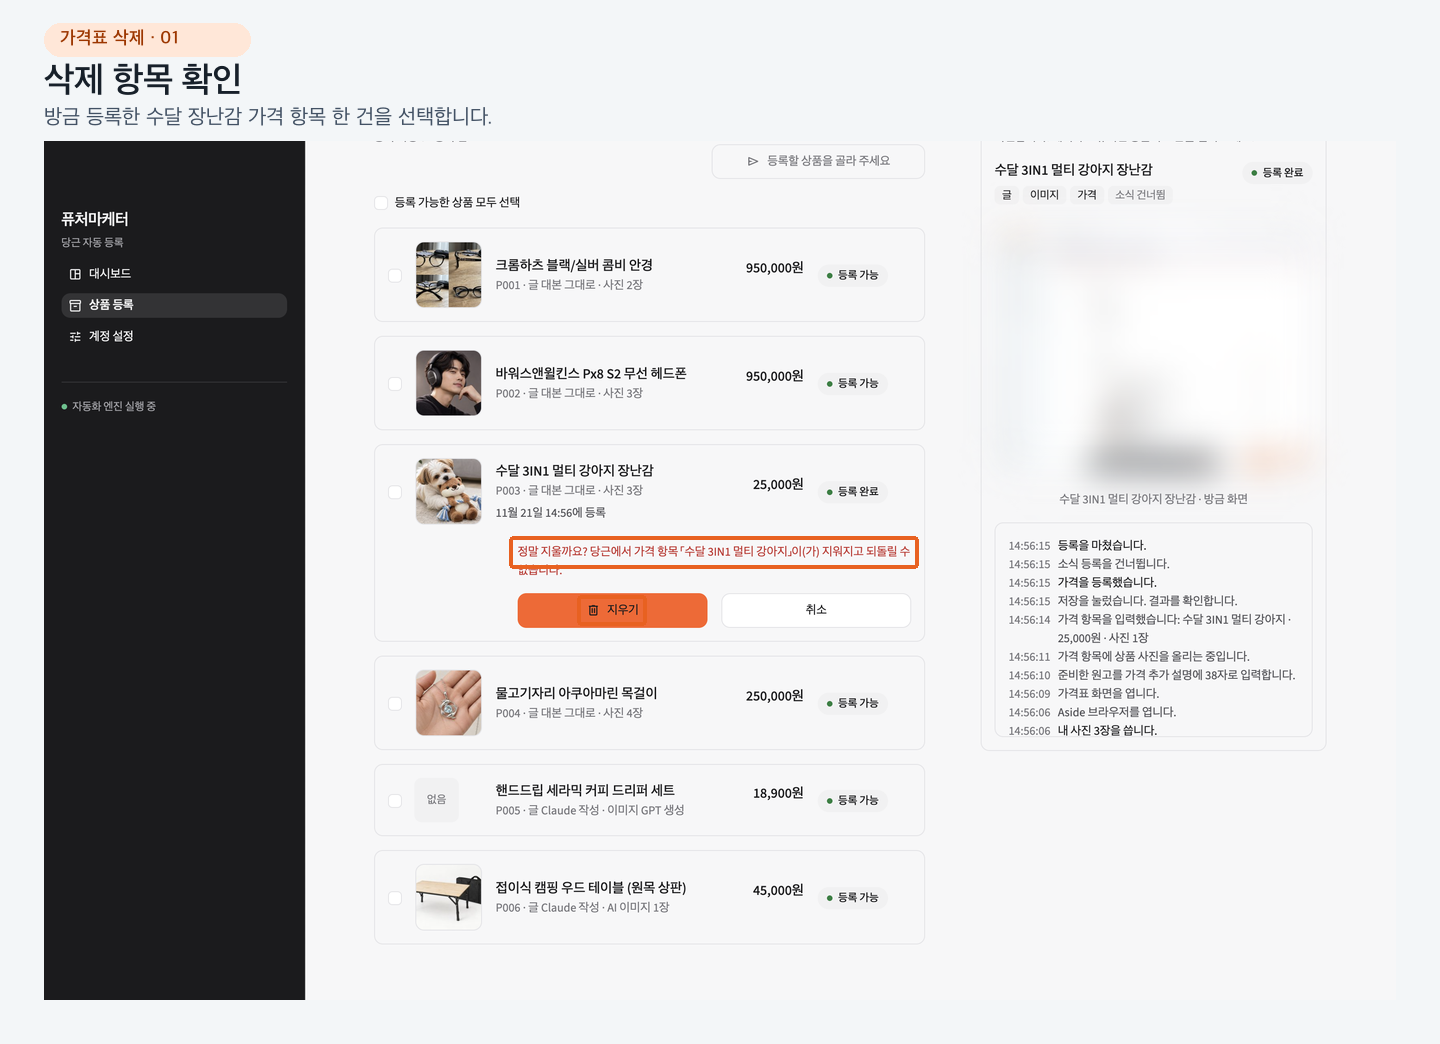 가격표 삭제 · 01
삭제 항목 확인
방금 등록한 수달 장난감 가격 항목 한 건을 선택합니다.
퓨처마케터
당근 자동 등록
대시보드
상품 등록
계정 설정
자동화 엔진 실행 중
등록할 상품을 골라 주세요
등록 가능한 상품 모두 선택
크롬하츠 블랙/실버 콤비 안경
P001 · 글 대본 그대로 · 사진 2장
950,000원
등록 가능
바워스앤윌킨스 Px8 S2 무선 헤드폰
P002 · 글 대본 그대로 · 사진 3장
950,000원
등록 가능
수달 3IN1 멀티 강아지 장난감
P003 · 글 대본 그대로 · 사진 3장
11월 21일 14:56에 등록
25,000원
등록 완료
정말 지울까요? 당근에서 가격 항목 「수달 3IN1 멀티 강아지」이(가) 지워지고 되돌릴 수
없습니다.
지우기
취소
물고기자리 아쿠아마린 목걸이
P004 · 글 대본 그대로 · 사진 4장
250,000원
등록 가능
없음
핸드드립 세라믹 커피 드리퍼 세트
P005 · 글 Claude 작성 · 이미지 GPT 생성
18,900원
등록 가능
접이식 캠핑 우드 테이블 (원목 상판)
P006 · 글 Claude 작성 · AI 이미지 1장
45,000원
등록 가능
수달 3IN1 멀티 강아지 장난감
등록 완료
글 이미지 가격 소식 건너뜀
수달 3IN1 멀티 강아지 장난감 · 방금 화면
14:56:15 등록을 마쳤습니다.
14:56:15 소식 등록을 건너뜁니다.
14:56:15 가격을 등록했습니다.
14:56:15 저장을 눌렀습니다. 결과를 확인합니다.
14:56:14 가격 항목을 입력했습니다: 수달 3IN1 멀티 강아지 ·
25,000원 · 사진 1장
14:56:11 가격 항목에 상품 사진을 올리는 중입니다.
14:56:10 준비한 원고를 가격 추가 설명에 38자로 입력합니다.
14:56:09 가격표 화면을 엽니다.
14:56:06 Aside 브라우저를 엽니다.
14:56:06 내 사진 3장을 씁니다.